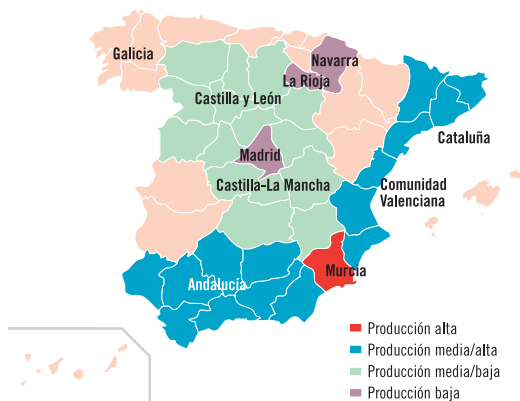 Galicia
Navarra
La Rioja
Castilla y León
Cataluña
Madrid
Castilla-La Mancha
Comunidad
Valenciana
Murcia
Andalucía
Producción alta
Producción media/alta
Producción media/baja
Producción baja